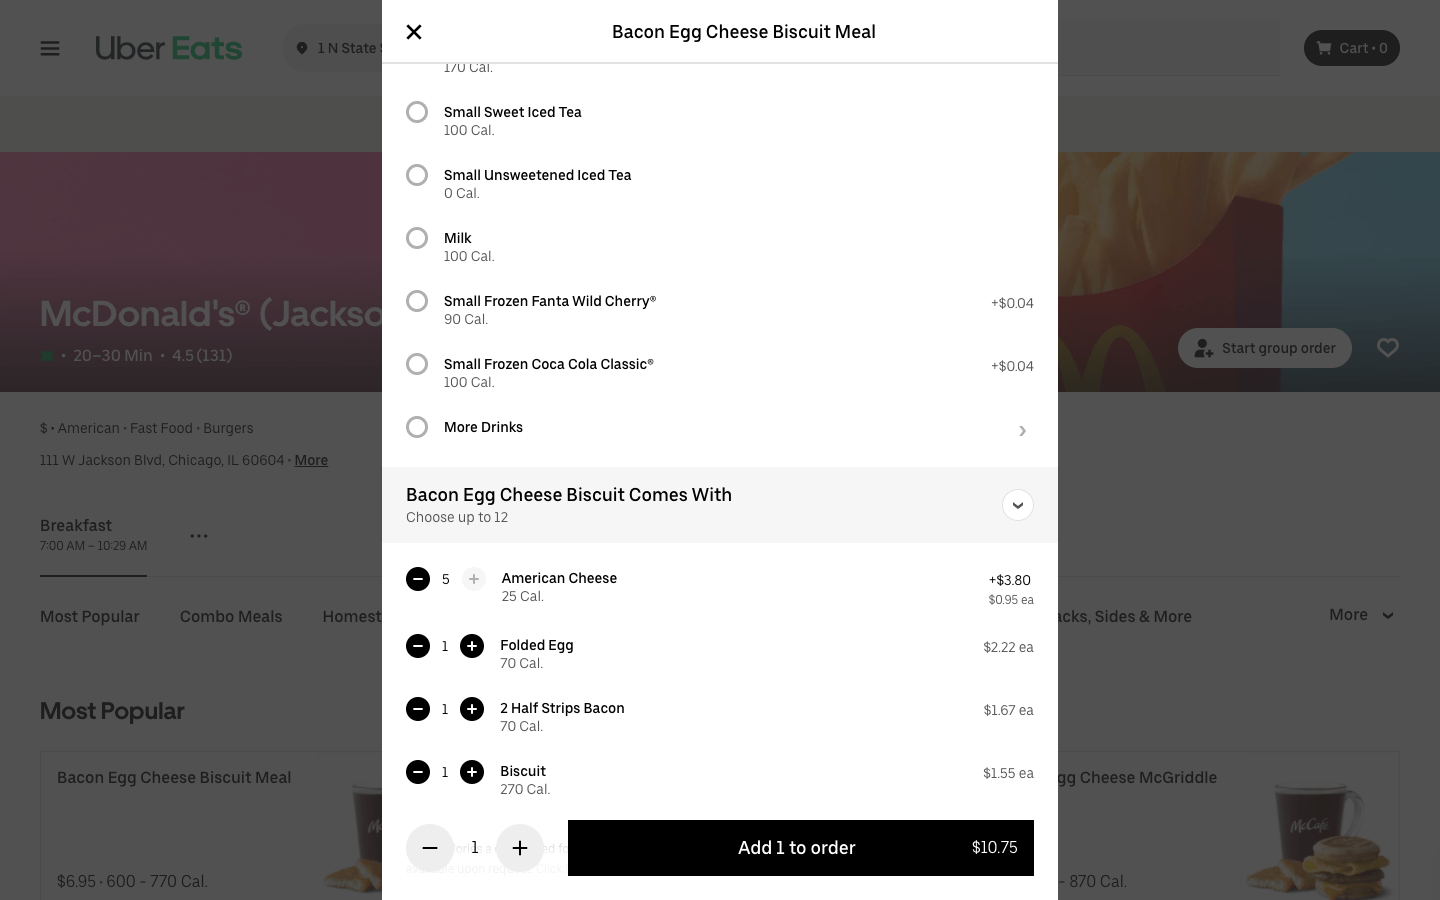 Bacon Egg Cheese Biscuit Meal
Uber Eats
1 N State
Cart • 0
170 Cal.
Small Sweet Iced Tea
100 Cal.
Small Unsweetened Iced Tea
0 Cal.
Milk
100 Cal.
Small Frozen Fanta Wild Cherry®
+$0.04
90 Cal.
Small Frozen Coca Cola Classic®
+$0.04
100 Cal.
More Drinks
McDonald's® (Jackso
• 20–30 Min • 4.5 (131)
Start group order
$ • American • Fast Food • Burgers
111 W Jackson Blvd, Chicago, IL 60604 • More
Bacon Egg Cheese Biscuit Comes With
Choose up to 12
Breakfast
7:00 AM – 10:29 AM
5
American Cheese
+$3.80
25 Cal.
$0.95 ea
Most Popular
Combo Meals
Homest
acks, Sides & More
More
1
Folded Egg
$2.22 ea
70 Cal.
1
2 Half Strips Bacon
$1.67 ea
70 Cal.
1
Biscuit
$1.55 ea
270 Cal.
Most Popular
Bacon Egg Cheese Biscuit Meal
gg Cheese McGriddle
McCafé
1
Add 1 to order
$10.75
$6.95 • 600 - 770 Cal.
- 870 Cal.